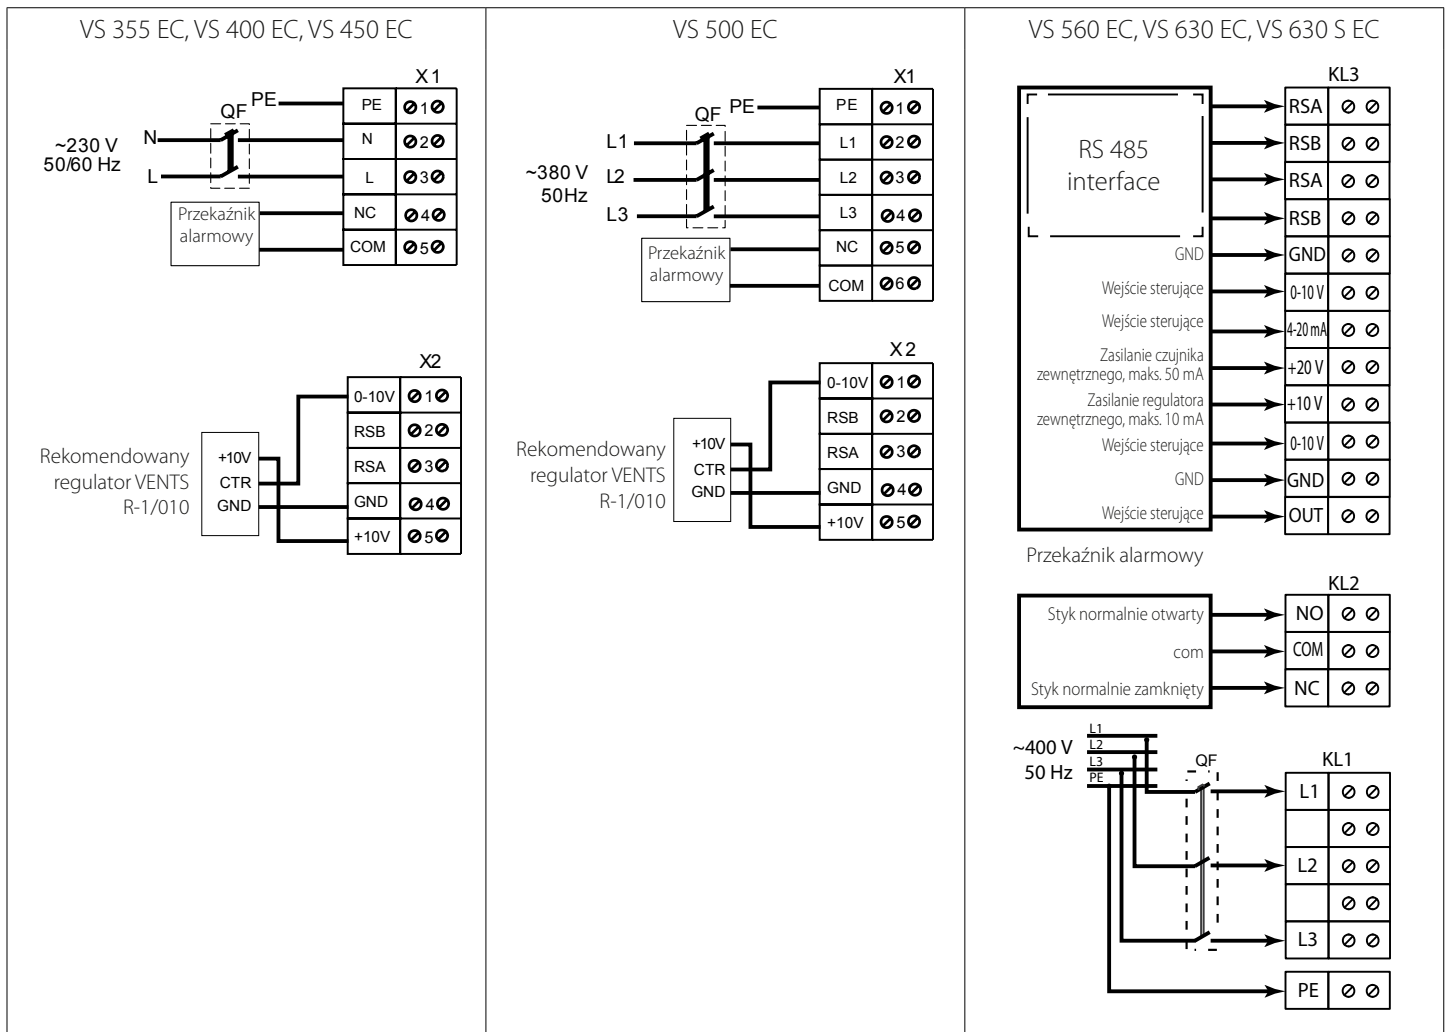 VS 355 EC, VS 400 EC, VS 450 EC
X1
QF
PE
PE 1
~230 V
50/60 Hz
N
N 2
L
L 3
Przekaźnik
alarmowy
NC 4
COM 5
X2
0-10V 1
RSB 2
RSA 3
GND 4
+10V 5
Rekomendowany
regulator VENTS
R-1/010
+10V
CTR
GND
VS 500 EC
X1
QF
PE
PE 1
~380 V
50Hz
L1
L1 2
L2
L2 3
L3
L3 4
Przekaźnik
alarmowy
NC 5
COM 6
X2
0-10V 1
RSB 2
RSA 3
GND 4
+10V 5
Rekomendowany
regulator VENTS
R-1/010
+10V
CTR
GND
VS 560 EC, VS 630 EC, VS 630 S EC
KL3
RS 485
interface
RSA
RSB
RSA
RSB
GND GND
Wejście sterujące 0-10 V
Wejście sterujące 4-20 mA
Zasilanie czujnika
zewnętrznego, maks. 50 mA +20 V
Zasilanie regulatora
zewnętrznego, maks. 10 mA +10 V
Wejście sterujące 0-10 V
GND GND
Wejście sterujące OUT
Przekaźnik alarmowy
KL2
Styk normalnie otwarty NO
com COM
Styk normalnie zamknięty NC
~400 V
50 Hz
L1
L2
L3
PE
QF
KL1
L1
L2
L3
PE